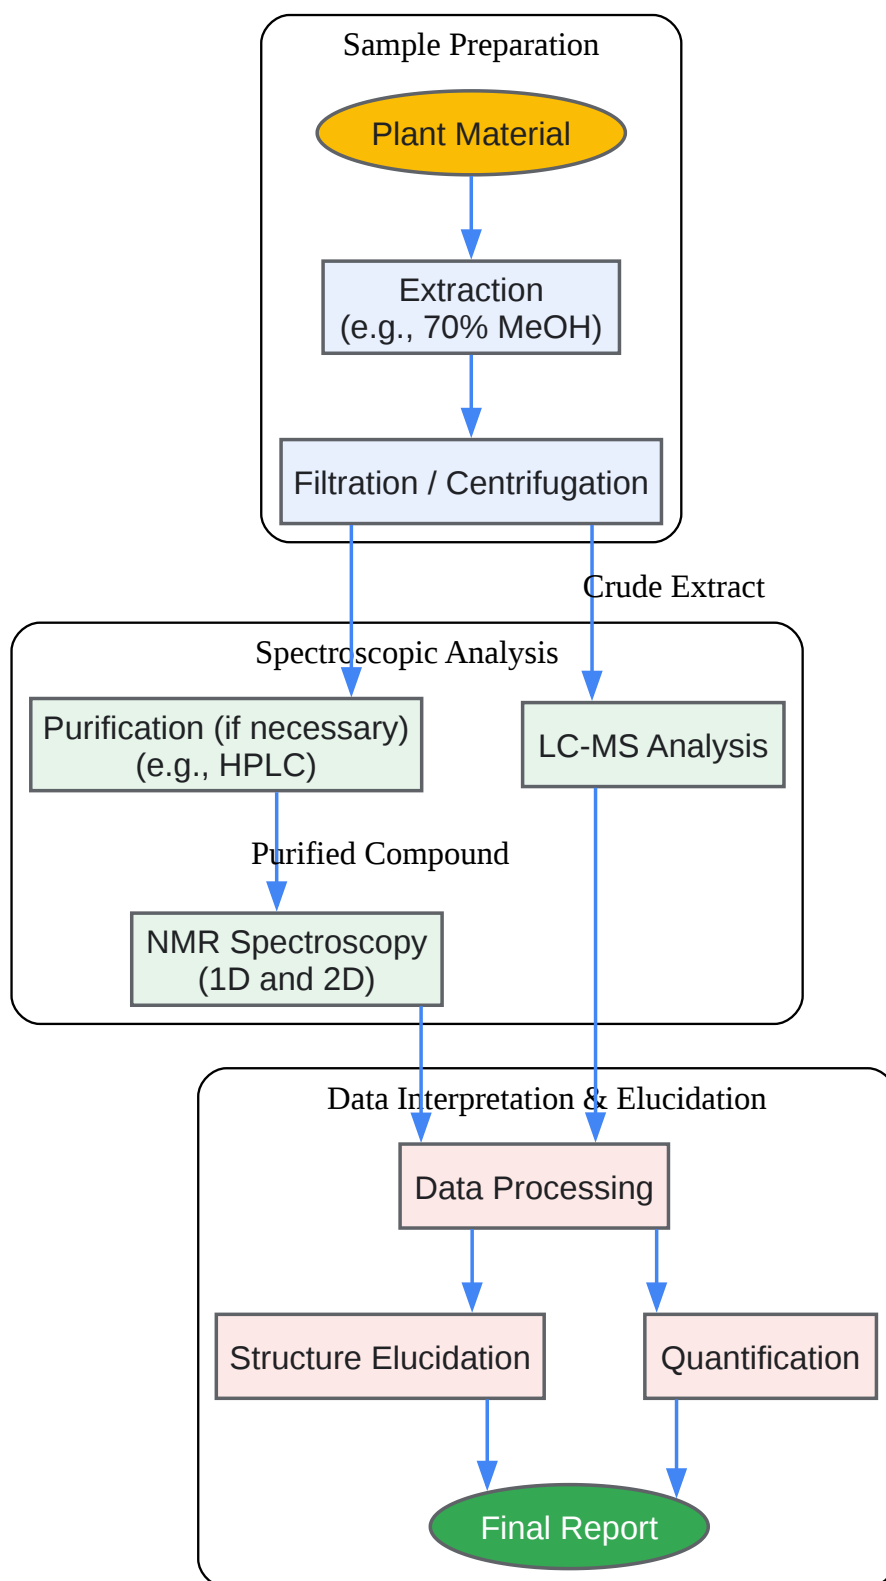 Sample Preparation
Plant Material
Extraction
(e.g., 70% MeOH)
Filtration / Centrifugation
Crude Extract
Spectroscopic Analysis
Purification (if necessary)
(e.g., HPLC)
LC-MS Analysis
Purified Compound
NMR Spectroscopy
(1D and 2D)
Data Interpretation & Elucidation
Data Processing
Structure Elucidation
Quantification
Final Report